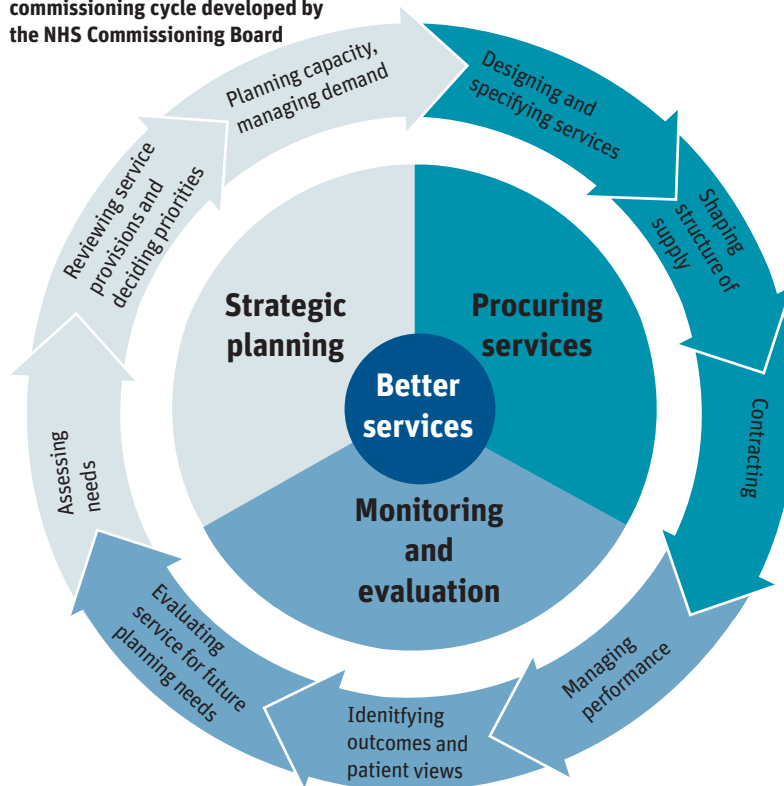 commissioning cycle developed by
the NHS Commissioning Board
Planning capacity,
managing demand
Designing and
specifying services
Shaping
structure of
supply
Contracting
Managing
performance
Idenitfying
outcomes and
patient views
Evaluating
service for future
planning needs
Assessing
needs
Reviewing service
provisions and
deciding priorities
Strategic
planning
Procuring
services
Better
services
Monitoring
and
evaluation